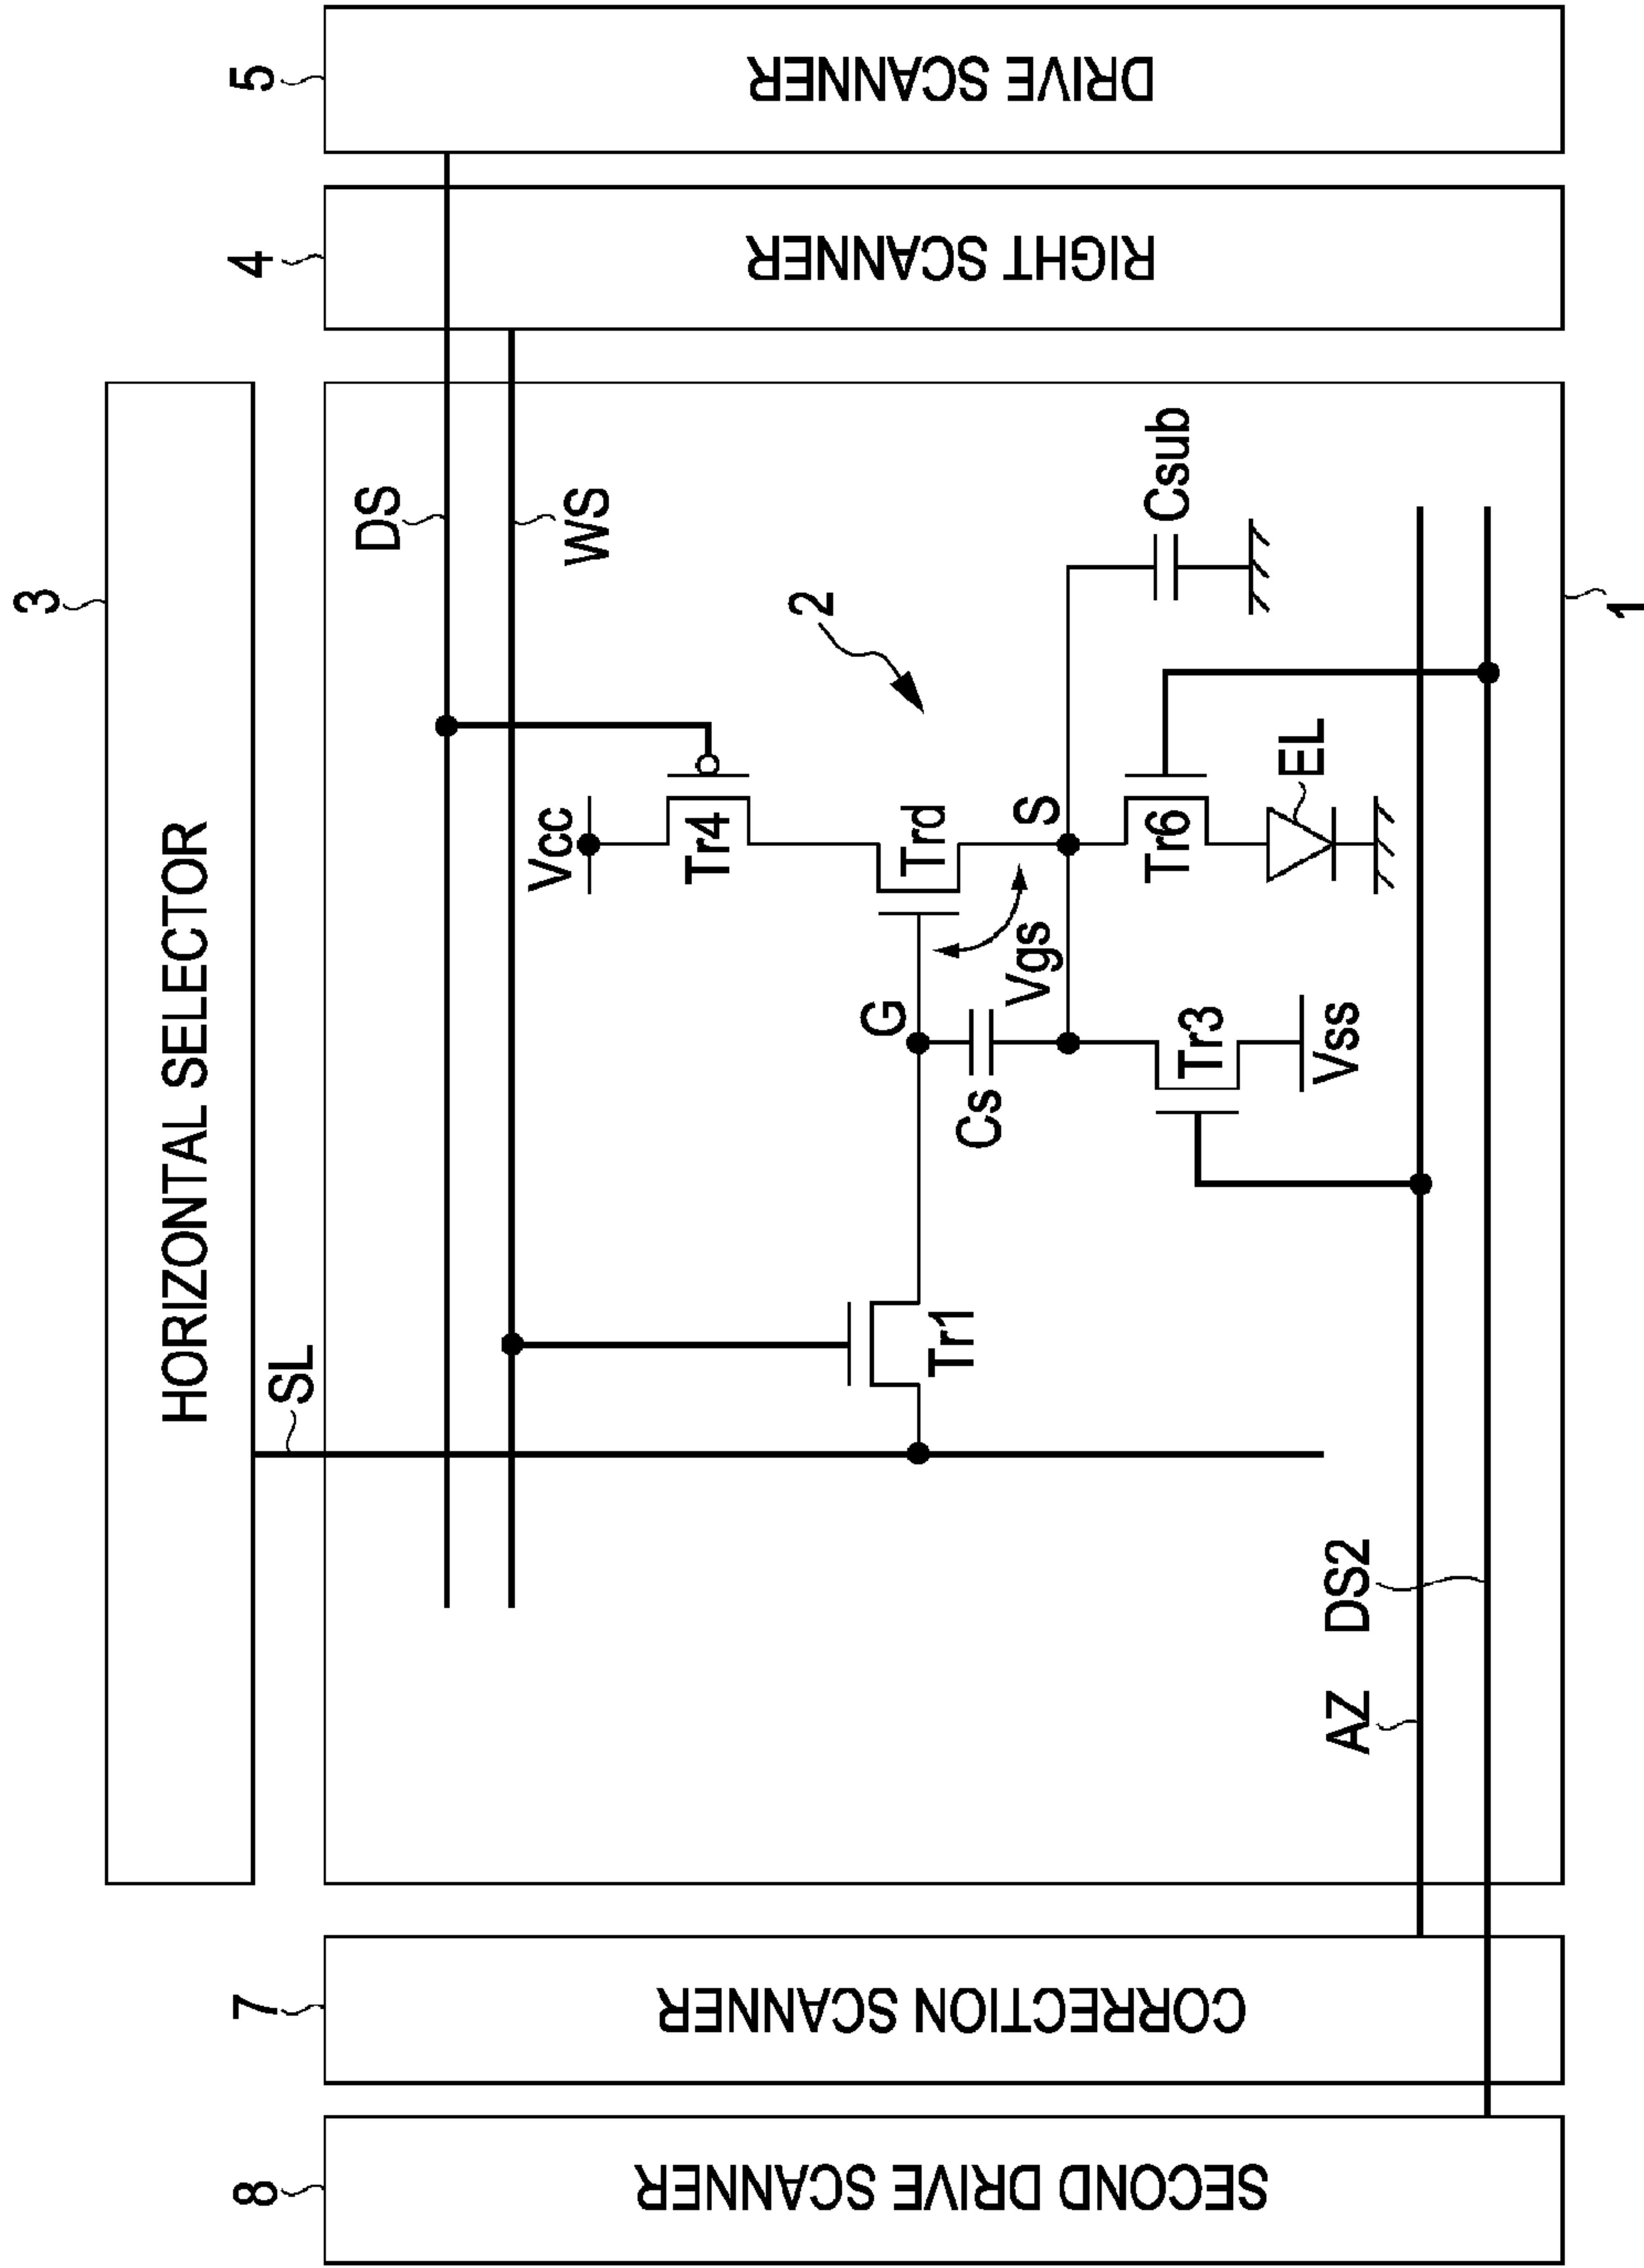 3
HORIZONTAL SELECTOR
8
SECOND DRIVE SCANNER
7
CORRECTION SCANNER
4
RIGHT SCANNER
5
DRIVE SCANNER
SL
DS
WS
Vcc
Tr4
2
Tr1
G
Trd
Cs
Vgs
S
Csub
Tr3
Tr6
Vss
EL
AZ
DS2
1